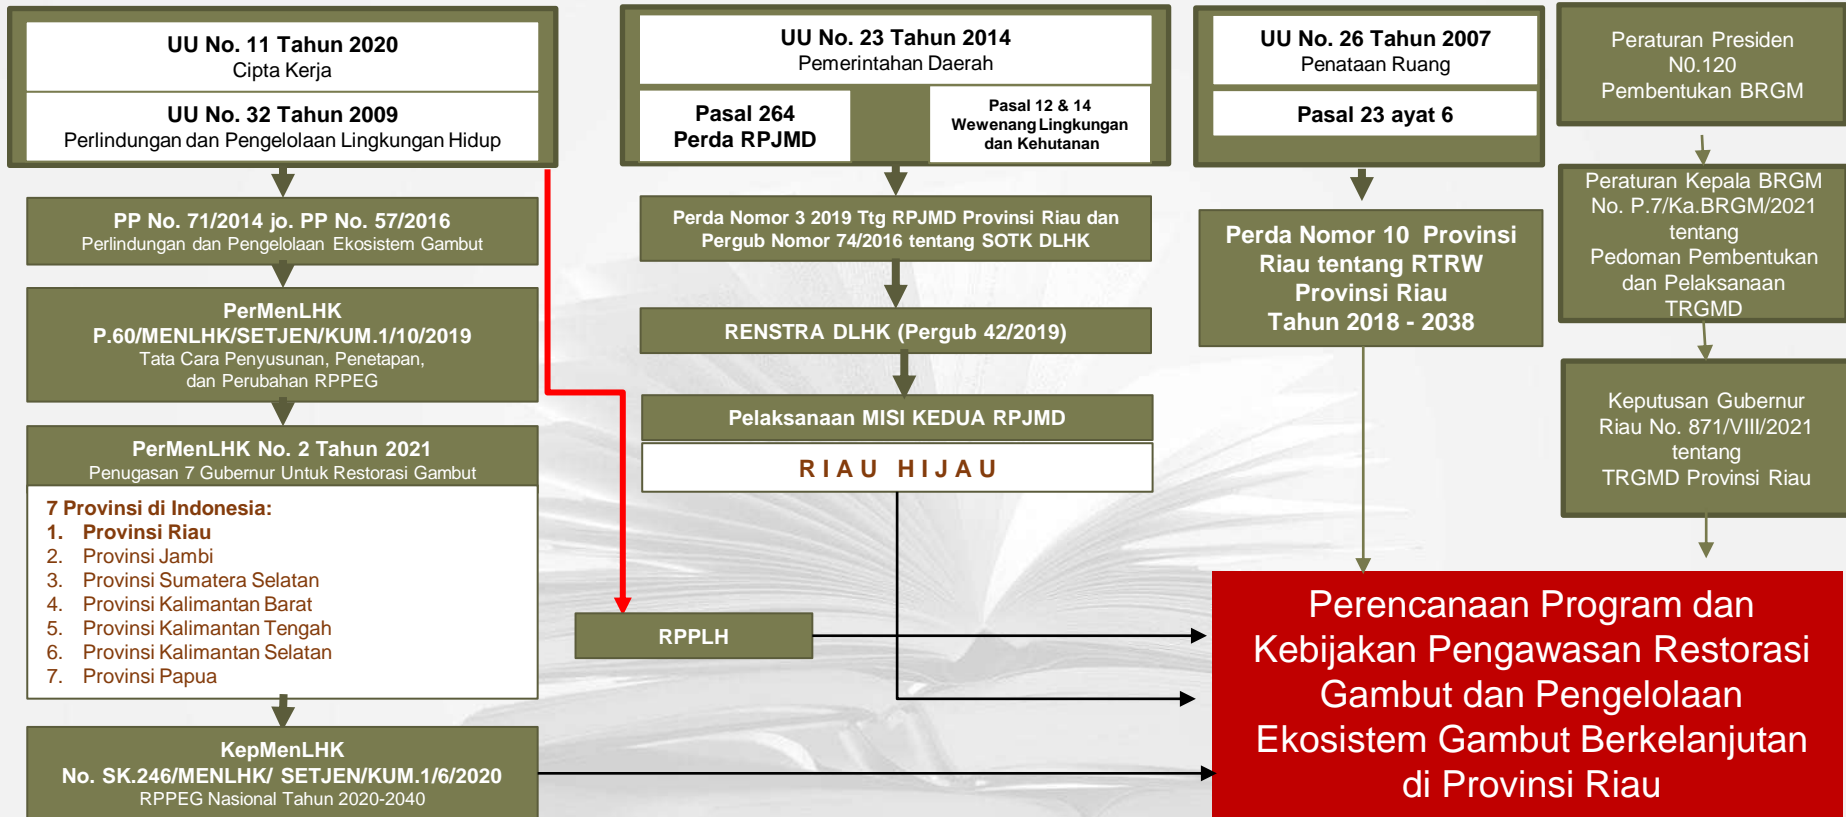 UU No. 11 Tahun 2020
Cipta Kerja
UU No. 32 Tahun 2009
Perlindungan dan Pengelolaan Lingkungan Hidup
PP No. 71/2014 jo. PP No. 57/2016
Perlindungan dan Pengelolaan Ekosistem Gambut
PerMenLHK
P.60/MENLHK/SETJEN/KUM.1/10/2019
Tata Cara Penyusunan, Penetapan,
dan Perubahan RPPEG
PerMenLHK No. 2 Tahun 2021
Penugasan 7 Gubernur Untuk Restorasi Gambut
7 Provinsi di Indonesia:
1. Provinsi Riau
2. Provinsi Jambi
3. Provinsi Sumatera Selatan
4. Provinsi Kalimantan Barat
5. Provinsi Kalimantan Tengah
6. Provinsi Kalimantan Selatan
7. Provinsi Papua
KepMenLHK
No. SK.246/MENLHK/ SETJEN/KUM.1/6/2020
RPPEG Nasional Tahun 2020-2040
UU No. 23 Tahun 2014
Pemerintahan Daerah
Pasal 264
Perda RPJMD
Pasal 12 & 14
Wewenang Lingkungan
dan Kehutanan
Perda Nomor 3 2019 Ttg RPJMD Provinsi Riau dan
Pergub Nomor 74/2016 tentang SOTK DLHK
RENSTRA DLHK (Pergub 42/2019)
Pelaksanaan MISI KEDUA RPJMD
RIAU HIJAU
RPPLH
UU No. 26 Tahun 2007
Penataan Ruang
Pasal 23 ayat 6
Perda Nomor 10 Provinsi
Riau tentang RTRW
Provinsi Riau
Tahun 2018 - 2038
Peraturan Presiden
N0.120
Pembentukan BRGM
Peraturan Kepala BRGM
No. P.7/Ka.BRGM/2021
tentang
Pedoman Pembentukan
dan Pelaksanaan
TRGMD
Keputusan Gubernur
Riau No. 871/VIII/2021
tentang
TRGMD Provinsi Riau
Perencanaan Program dan
Kebijakan Pengawasan Restorasi
Gambut dan Pengelolaan
Ekosistem Gambut Berkelanjutan
di Provinsi Riau